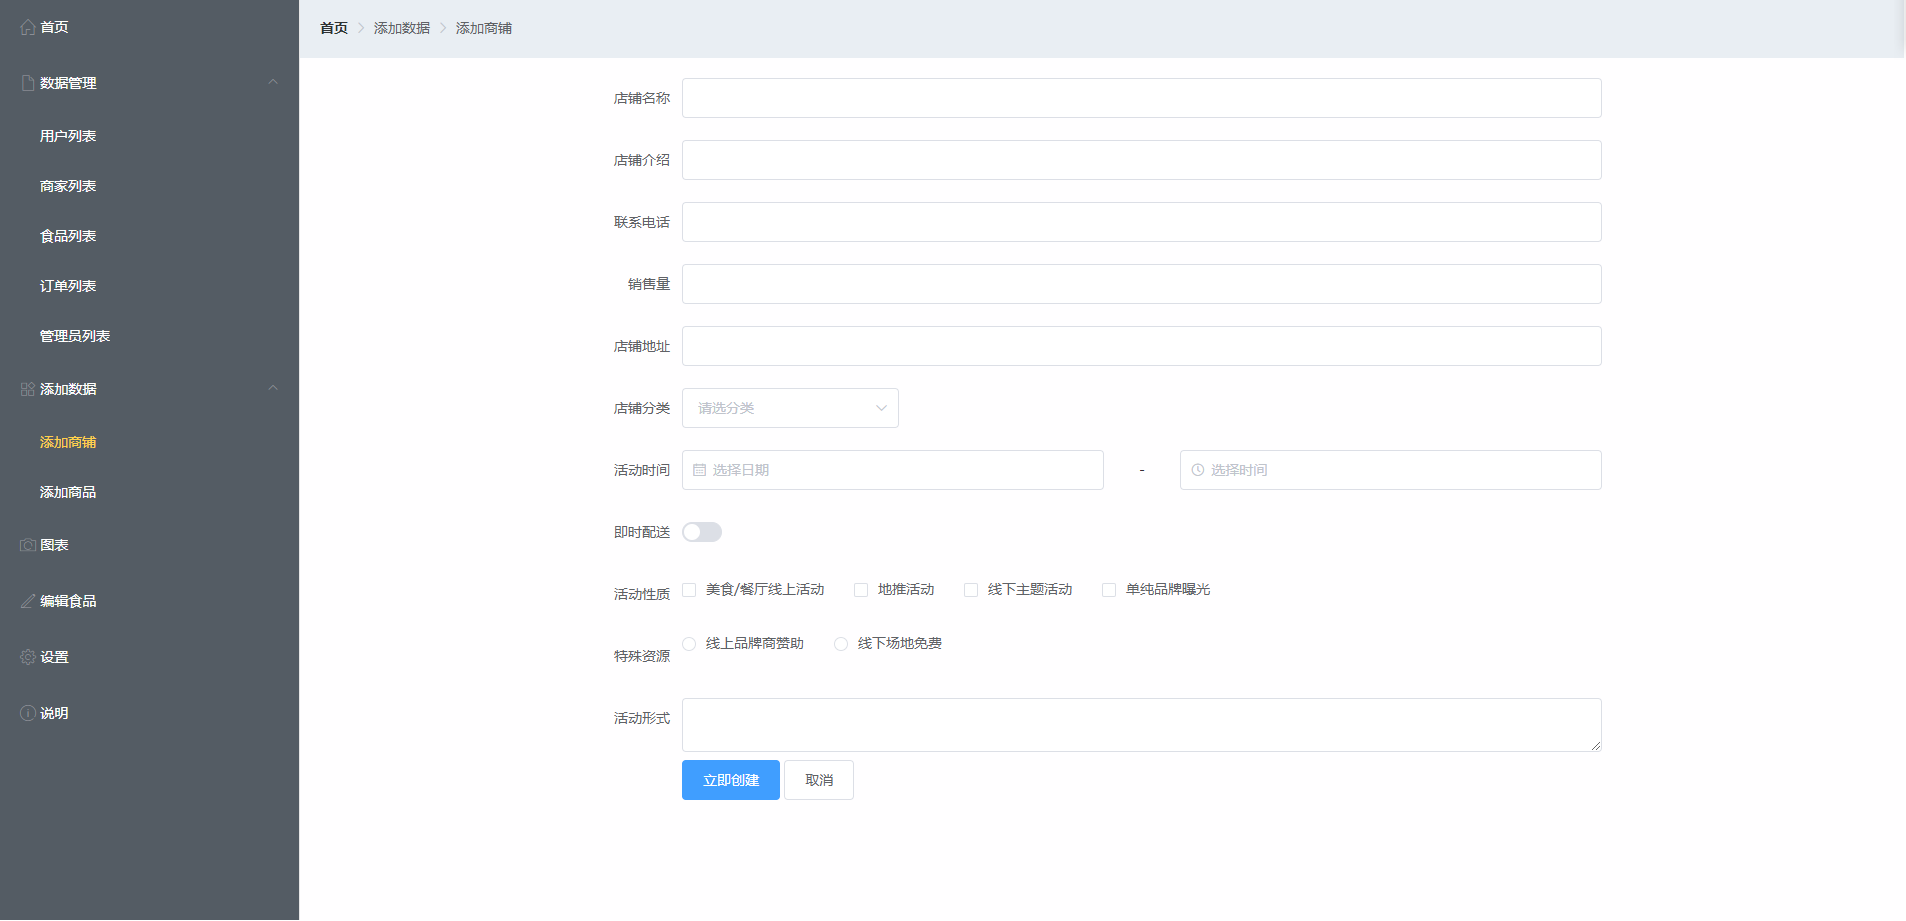 首页
数据管理
用户列表
商家列表
食品列表
订单列表
管理员列表
添加数据
添加商铺
添加商品
图表
编辑食品
设置
说明
首页 添加数据 添加商铺
店铺名称
店铺介绍
联系电话
销售量
店铺地址
店铺分类 请选分类
活动时间 选择日期 - 选择时间
即时配送
活动性质 美食/餐厅线上活动 地推活动 线下主题活动 单纯品牌曝光
特殊资源 线上品牌商赞助 线下场地免费
活动形式
立即创建 取消